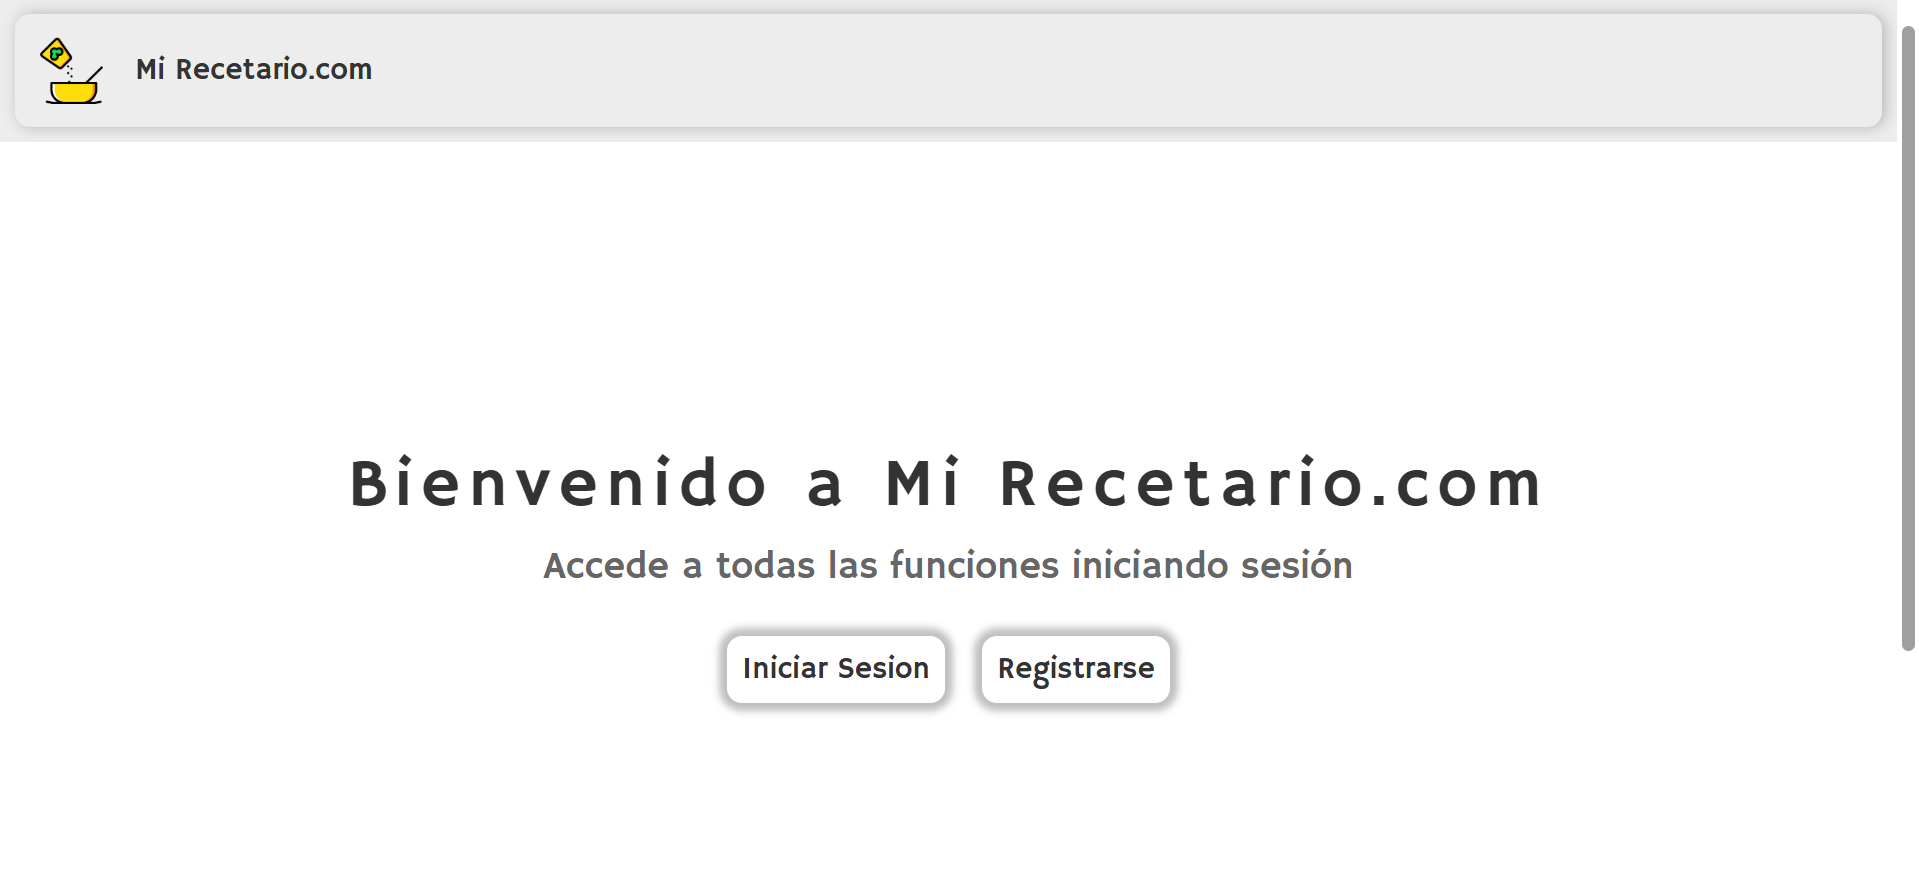 Mi Recetario.com
Bienvenido a Mi Recetario.com
Accede a todas las funciones iniciando sesión
Iniciar Sesion
Registrarse